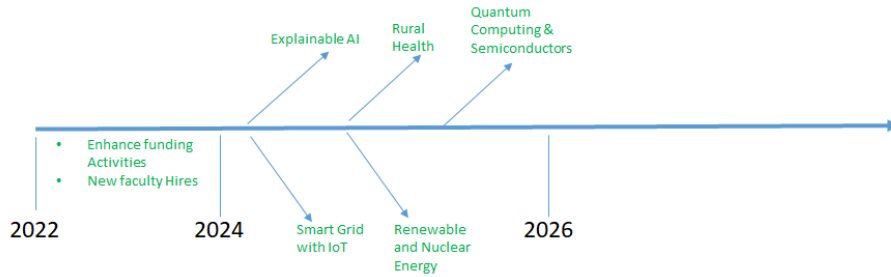 Explainable AI
Rural
Health
Quantum
Computing &
Semiconductors
• Enhance funding
Activities
• New faculty Hires
2022
2024
2026
Smart Grid
with IoT
Renewable
and Nuclear
Energy